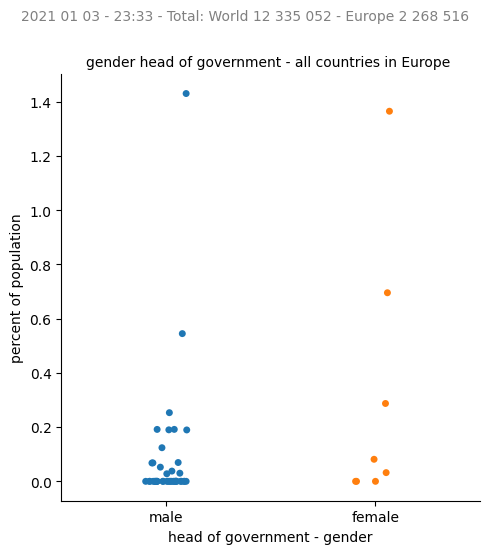 2021 01 03 - 23:33 - Total: World 12 335 052 - Europe 2 268 516
gender head of government - all countries in Europe
1.4
1.2
1.0
0.8
0.6
0.4
0.2
0.0
percent of population
male
female
head of government - gender